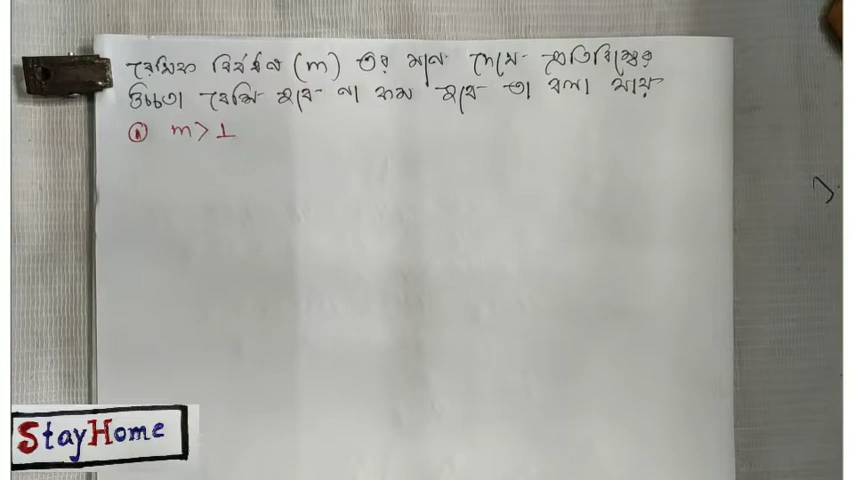 রৈখিক বিবর্ধন (m) এর মান দেখে প্রতিবিম্বের
উচ্চতা বেশি হবে না কম হবে তা বলা যায়
① m > 1
StayHome